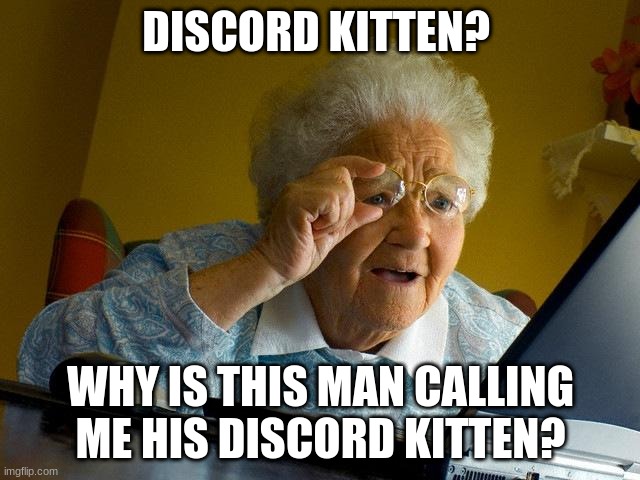 DISCORD KITTEN?
WHY IS THIS MAN CALLING
ME HIS DISCORD KITTEN?
imgflip.com